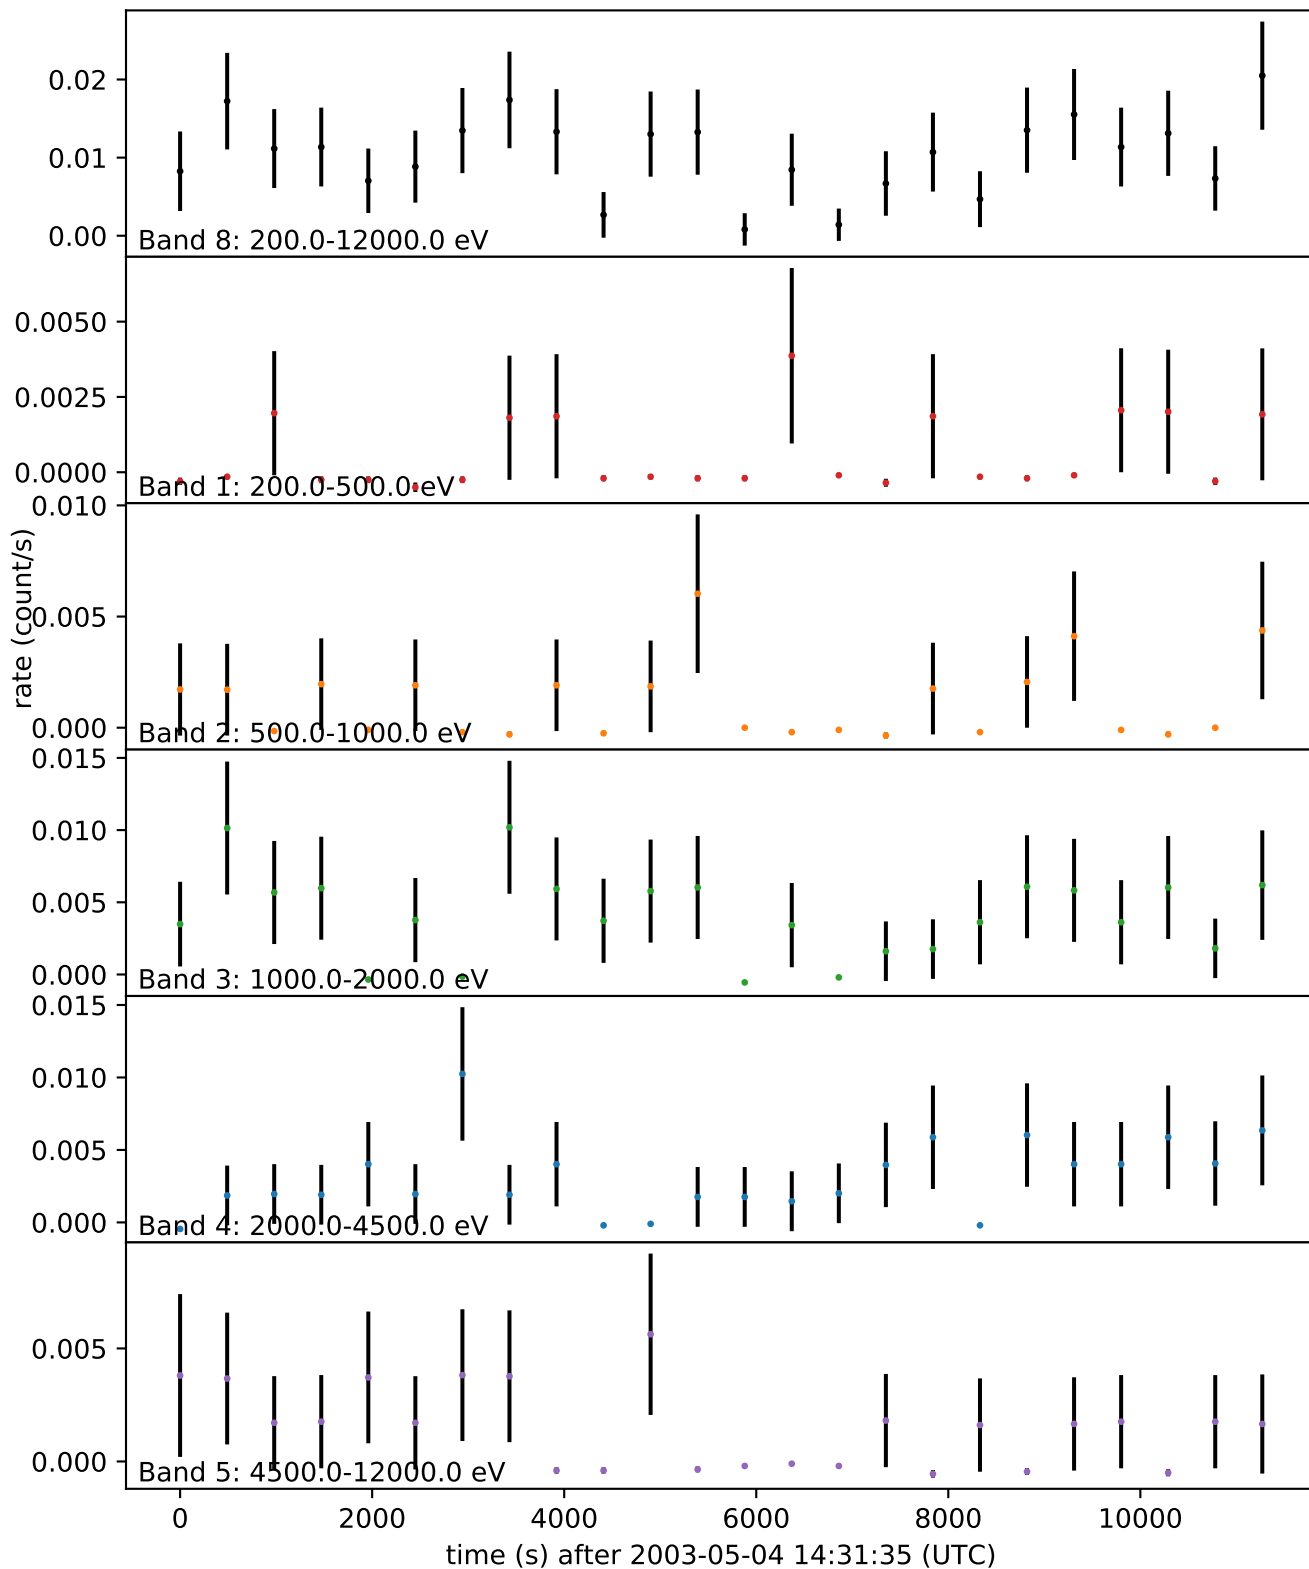 0.02
0.01
0.00
Band 8: 200.0-12000.0 eV
0.0050
0.0025
0.0000
Band 1: 200.0-500.0 eV
rate (count/s)
0.010
0.005
0.000
Band 2: 500.0-1000.0 eV
0.015
0.010
0.005
0.000
Band 3: 1000.0-2000.0 eV
0.015
0.010
0.005
0.000
Band 4: 2000.0-4500.0 eV
0.005
0.000
Band 5: 4500.0-12000.0 eV
0 2000 4000 6000 8000 10000
time (s) after 2003-05-04 14:31:35 (UTC)